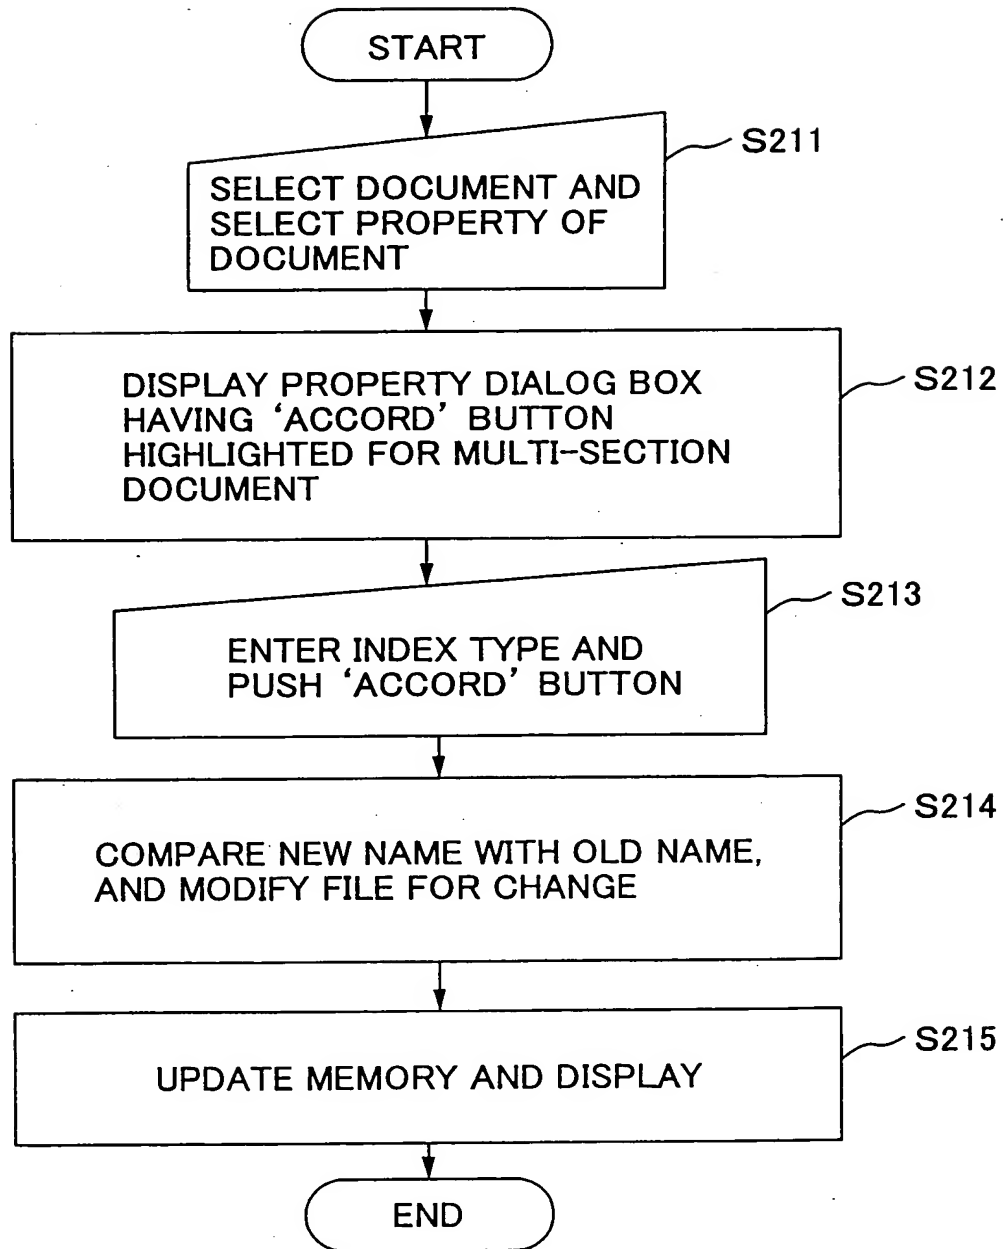 START
S211
SELECT DOCUMENT AND
SELECT PROPERTY OF
DOCUMENT
S212
DISPLAY PROPERTY DIALOG BOX
HAVING ‘ACCORD’ BUTTON
HIGHLIGHTED FOR MULTI-SECTION
DOCUMENT
S213
ENTER INDEX TYPE AND
PUSH ‘ACCORD’ BUTTON
S214
COMPARE NEW NAME WITH OLD NAME,
AND MODIFY FILE FOR CHANGE
S215
UPDATE MEMORY AND DISPLAY
END